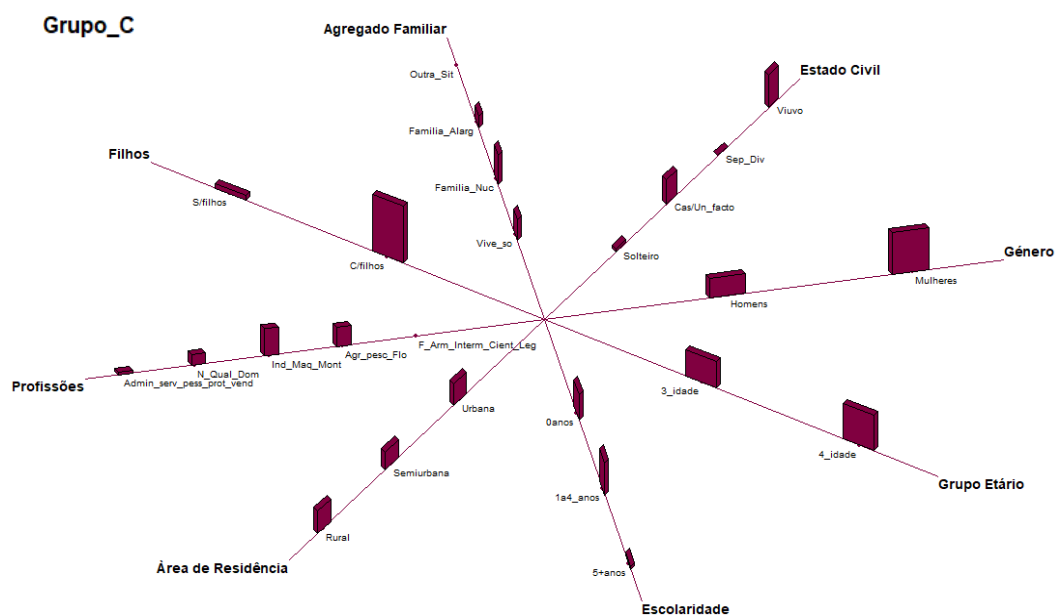 Grupo_C
Agregado Familiar
Outra_Sit
Familia_Alarg
Familia_Nuc
Vive_so
Estado Civil
Viuvo
Sep_Div
Cas/Un_facto
Solteiro
Filhos
S/filhos
C/filhos
Género
Mulheres
Homens
Profissões
Admin_serv_pess_prot_vend
N_Qual_Dom
Ind_Maq_Mont
Agr_pesc_Flo
F_Arm_Interm_Cient_Leg
3_idade
4_idade
Grupo Etário
Urbana
Semiurbana
Rural
Área de Residência
0anos
1a4_anos
5+anos
Escolaridade